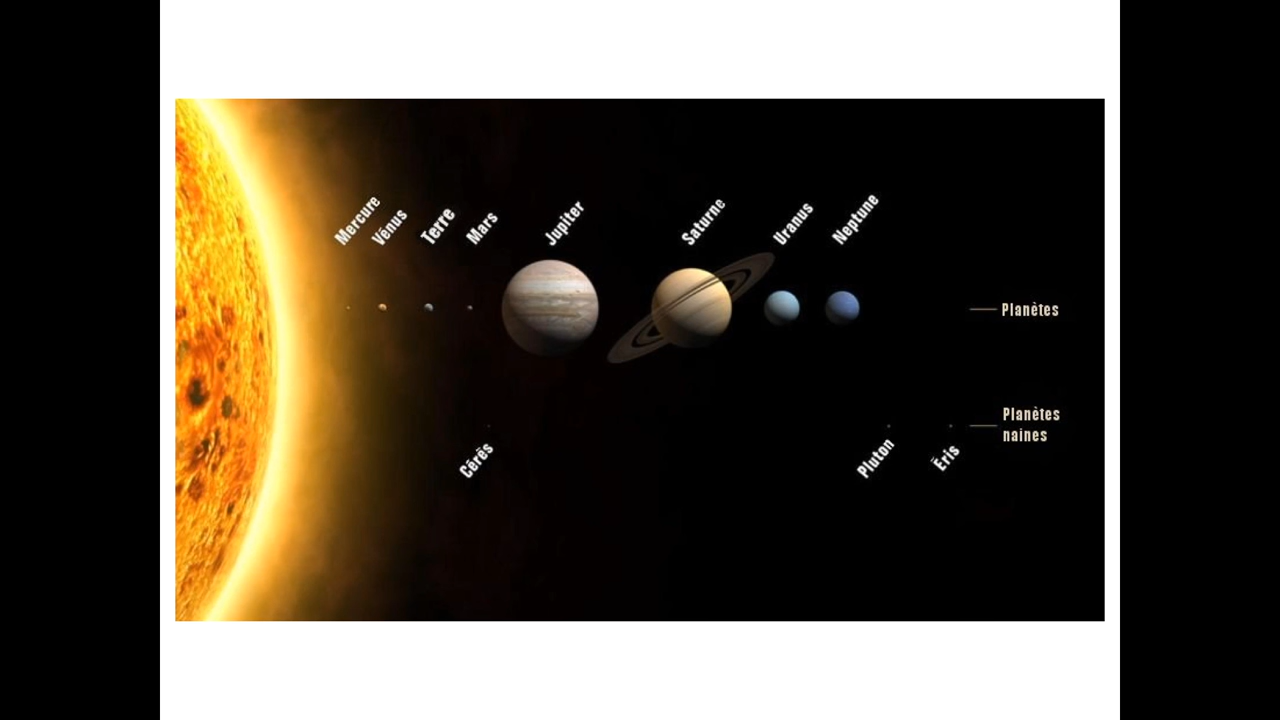 Mercure
Vénus
Terre
Mars
Jupiter
Saturne
Uranus
Neptune
Planètes
Cérès
Pluton
Éris
Planètes
naines